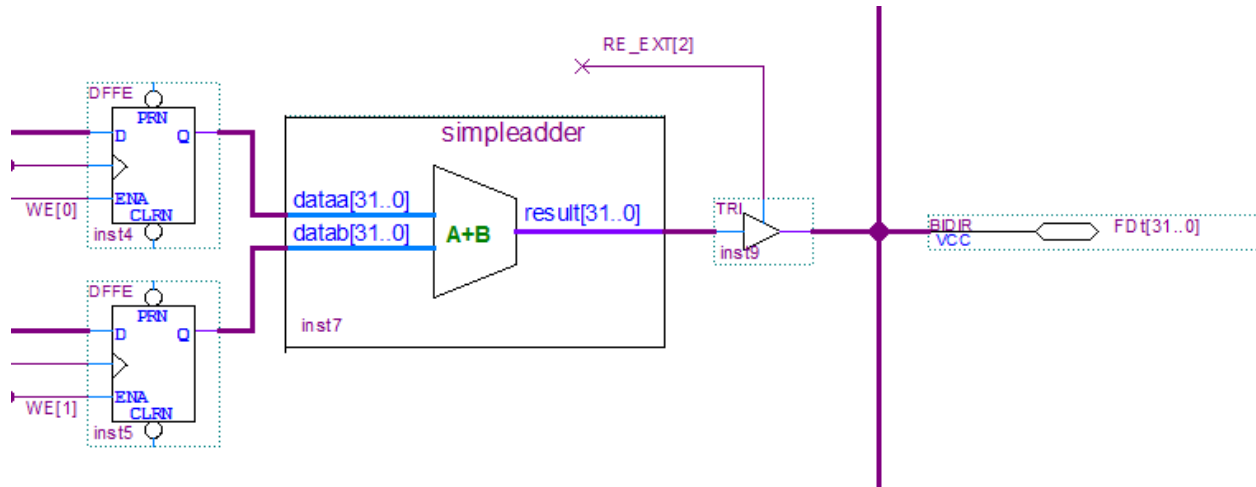 RE_EXT[2]
DFFE
PRN
D
Q
ENA
CLRN
WE[0]
inst4
simpleadder
dataa[31..0]
datab[31..0]
A+B
result[31..0]
inst7
TRI
inst9
BIDIR
VCC
FDt[31..0]
DFFE
PRN
D
Q
ENA
CLRN
WE[1]
inst5